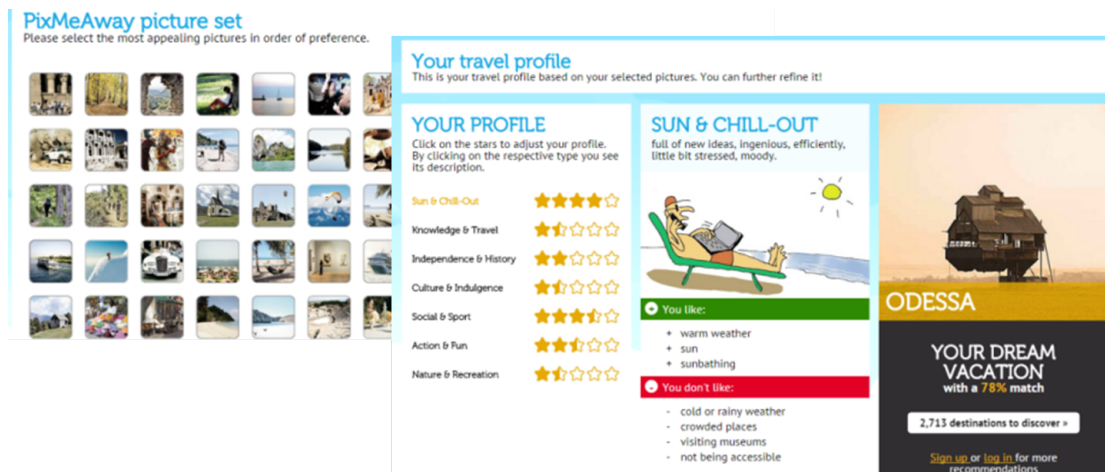 PixMeAway picture set
Please select the most appealing pictures in order of preference.
Your travel profile
This is your travel profile based on your selected pictures. You can further refine it!
YOUR PROFILE
Click on the stars to adjust your profile.
By clicking on the respective type you see
its description.
Sun & Chill-Out
Knowledge & Travel
Independence & History
Culture & Indulgence
Social & Sport
Action & Fun
Nature & Recreation
SUN & CHILL-OUT
full of new ideas, ingenious, efficiently,
little bit stressed, moody.
+ You like:
+ warm weather
+ sun
+ sunbathing
- You don't like:
- cold or rainy weather
- crowded places
- visiting museums
- not being accessible
ODESSA
YOUR DREAM
VACATION
with a 78% match
2,713 destinations to discover »
Sign up or log in for more
recommendations